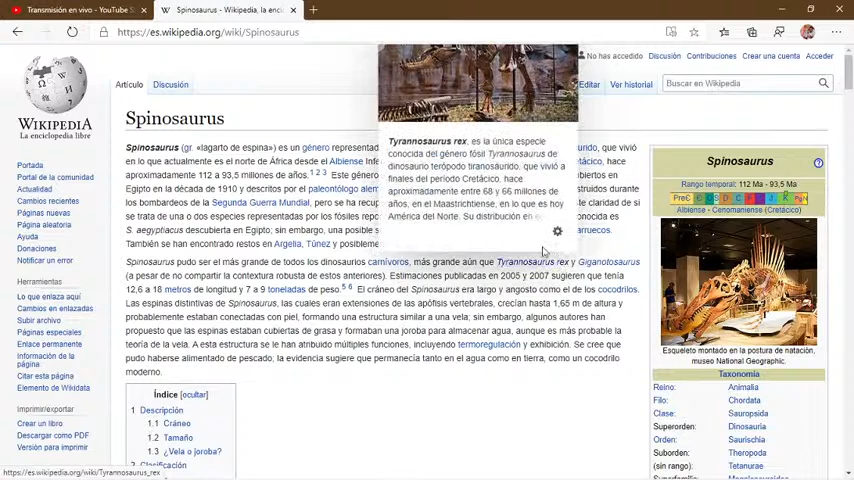 Transmisión en vivo - YouTube S
Spinosaurus - Wikipedia, la enci
https://es.wikipedia.org/wiki/Spinosaurus
No has accedido Discusión Contribuciones Crear una cuenta Acceder
Artículo Discusión
Editar Ver historial
Buscar en Wikipedia
WIKIPEDIA
La enciclopedia libre
Portada
Portal de la comunidad
Actualidad
Cambios recientes
Páginas nuevas
Página aleatoria
Ayuda
Donaciones
Notificar un error
Herramientas
Lo que enlaza aquí
Cambios en enlazadas
Subir archivo
Páginas especiales
Enlace permanente
Información de la
página
Citar esta página
Elemento de Wikidata
Imprimir/exportar
Crear un libro
Descargar como PDF
Versión para imprimir
Spinosaurus
Spinosaurus (gr. «lagarto de espina») es un género representad
en lo que actualmente es el norte de África desde el Albiense Infe
aproximadamente 112 a 93,5 millones de años.1 2 3 Este género
Egipto en la década de 1910 y descritos por el paleontólogo alem
los bombardeos de la Segunda Guerra Mundial, pero se ha recup
se trata de una o dos especies representadas por los fósiles repo
S. aegyptiacus descubierta en Egipto; sin embargo, una
También se han encontrado restos en Argelia, Túnez y posibleme
Tyrannosaurus rex, es la única especie
conocida del género fósil Tyrannosaurus de
dinosaurio terópodo tiranosáurido, que vivió a
finales del período Cretácico, hace
aproximadamente entre 68 y 66 millones de
años, en el Maastrichtiense, en lo que es hoy
América del Norte. Su distribución en
urido, que vivió
etácico, hace
ubiertos en
struidos durante
de claridad de si
conocida es
arruecos.
Spinosaurus pudo ser el más grande de todos los dinosaurios carnívoros, más grande aún que Tyrannosaurus rex y Giganotosaurus
(a pesar de no compartir la contextura robusta de estos anteriores). Estimaciones publicadas en 2005 y 2007 sugieren que tenía
12,6 a 18 metros de longitud y 7 a 9 toneladas de peso.5 6 El cráneo del Spinosaurus era largo y angosto como el de los cocodrilos.
Las espinas distintivas de Spinosaurus, las cuales eran extensiones de las apófisis vertebrales, crecían hasta 1,65 m de altura y
probablemente estaban conectadas con piel, formando una estructura similar a una vela; sin embargo, algunos autores han
propuesto que las espinas estaban cubiertas de grasa y formaban una joroba para almacenar agua, aunque es más probable la
teoría de la vela. A esta estructura se le han atribuido múltiples funciones, incluyendo termorregulación y exhibición. Se cree que
pudo haberse alimentado de pescado; la evidencia sugiere que permanecía tanto en el agua como en tierra, como un cocodrilo
moderno.
Índice [ocultar]
1 Descripción
1.1 Cráneo
1.2 Tamaño
1.3 ¿Vela o joroba?
2 Clasificación
Spinosaurus
Rango temporal: 112 Ma - 93,5 Ma
Albiense - Cenomaniense (Cretácico)
Esqueleto montado en la postura de natación,
museo National Geographic.
Taxonomía
Reino: Animalia
Filo: Chordata
Clase: Sauropsida
Superorden: Dinosauria
Orden: Saurischia
Suborden: Theropoda
(sin rango): Tetanurae
Superfamilia: Megalosauroidea
https://es.wikipedia.org/wiki/Tyrannosaurus_rex